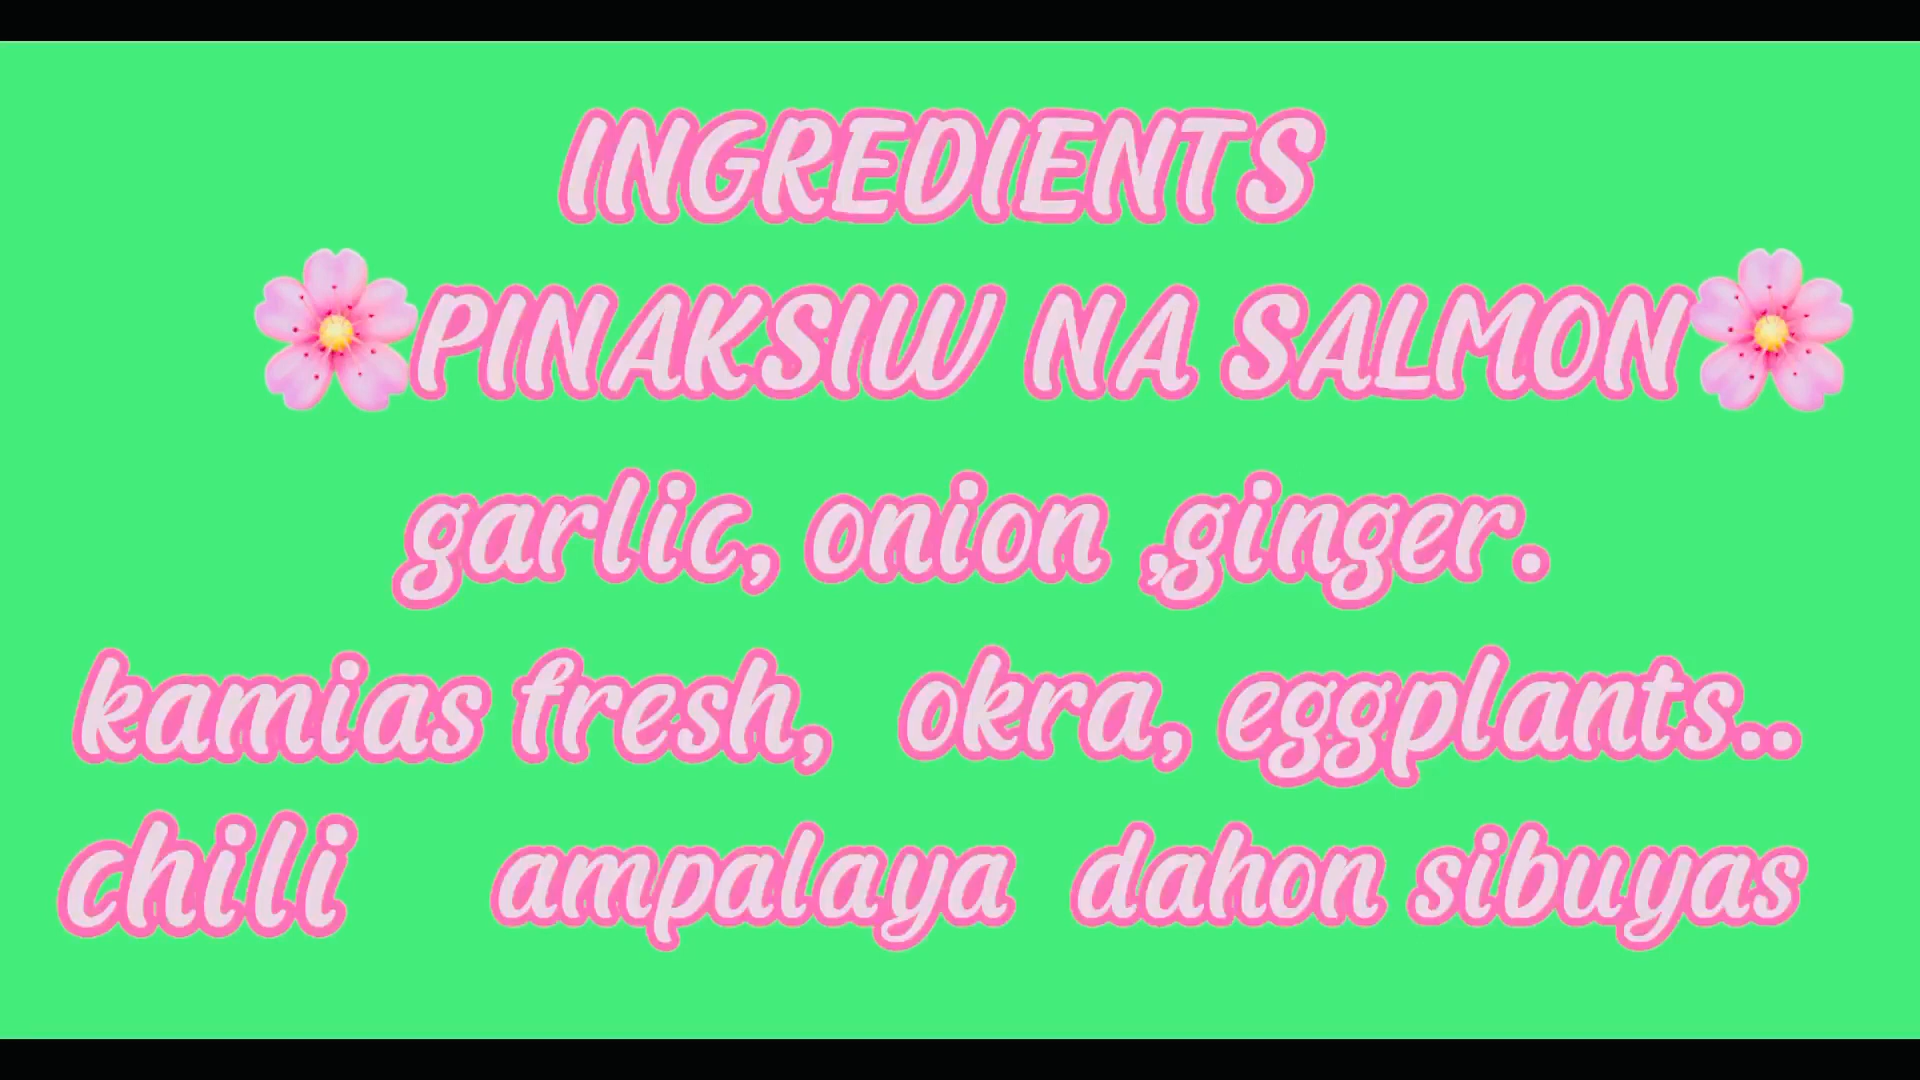 INGREDIENTS
🌸PINAKSIW NA SALMON🌸
garlic, onion ,ginger.
kamias fresh, okra, eggplants..
chili ampalaya dahon sibuyas